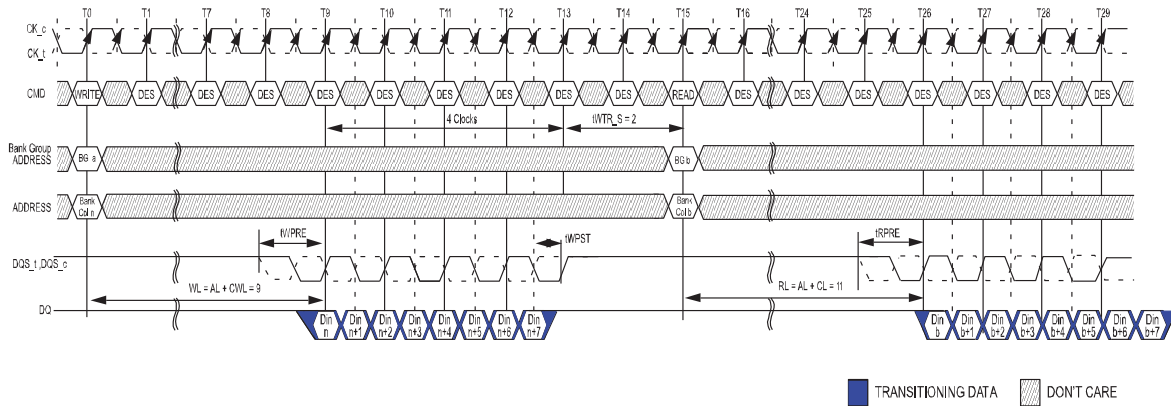 T0 T1 T7 T8 T9 T10 T11 T12 T13 T14 T15 T16 T24 T25 T26 T27 T28 T29
CK_c
CK_t
CMD WRITE DES DES DES DES DES DES DES DES DES READ DES DES DES DES DES DES DES
4 Clocks tWTR_S = 2
Bank Group
ADDRESS BG a BG b
ADDRESS Bank Col n Bank Col b
tWPRE tWPST tRPRE
DQS_t,DQS_c
WL = AL + CWL = 9 RL = AL + CL = 11
DQ Din n Din n+1 Din n+2 Din n+3 Din n+4 Din n+5 Din n+6 Din n+7 Din b Din b+1 Din b+2 Din b+3 Din b+4 Din b+5 Din b+6 Din b+7
TRANSITIONING DATA DON'T CARE